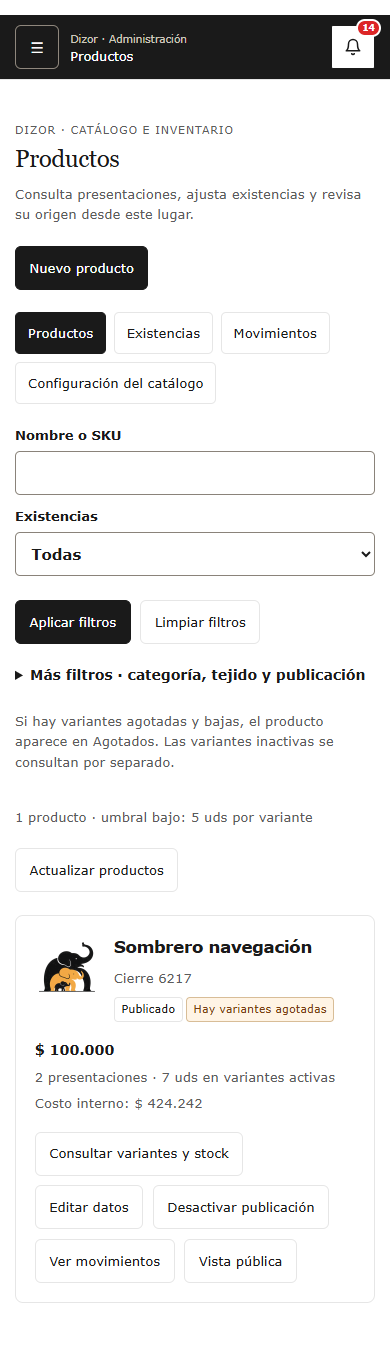 Dizor · Administración
Productos
14
DIZOR · CATÁLOGO E INVENTARIO
Productos
Consulta presentaciones, ajusta existencias y revisa
su origen desde este lugar.
Nuevo producto
Productos
Existencias
Movimientos
Configuración del catálogo
Nombre o SKU
Existencias
Todas
Aplicar filtros
Limpiar filtros
Más filtros · categoría, tejido y publicación
Si hay variantes agotadas y bajas, el producto
aparece en Agotados. Las variantes inactivas se
consultan por separado.
1 producto · umbral bajo: 5 uds por variante
Actualizar productos
Sombrero navegación
Cierre 6217
Publicado
Hay variantes agotadas
$ 100.000
2 presentaciones · 7 uds en variantes activas
Costo interno: $ 424.242
Consultar variantes y stock
Editar datos
Desactivar publicación
Ver movimientos
Vista pública